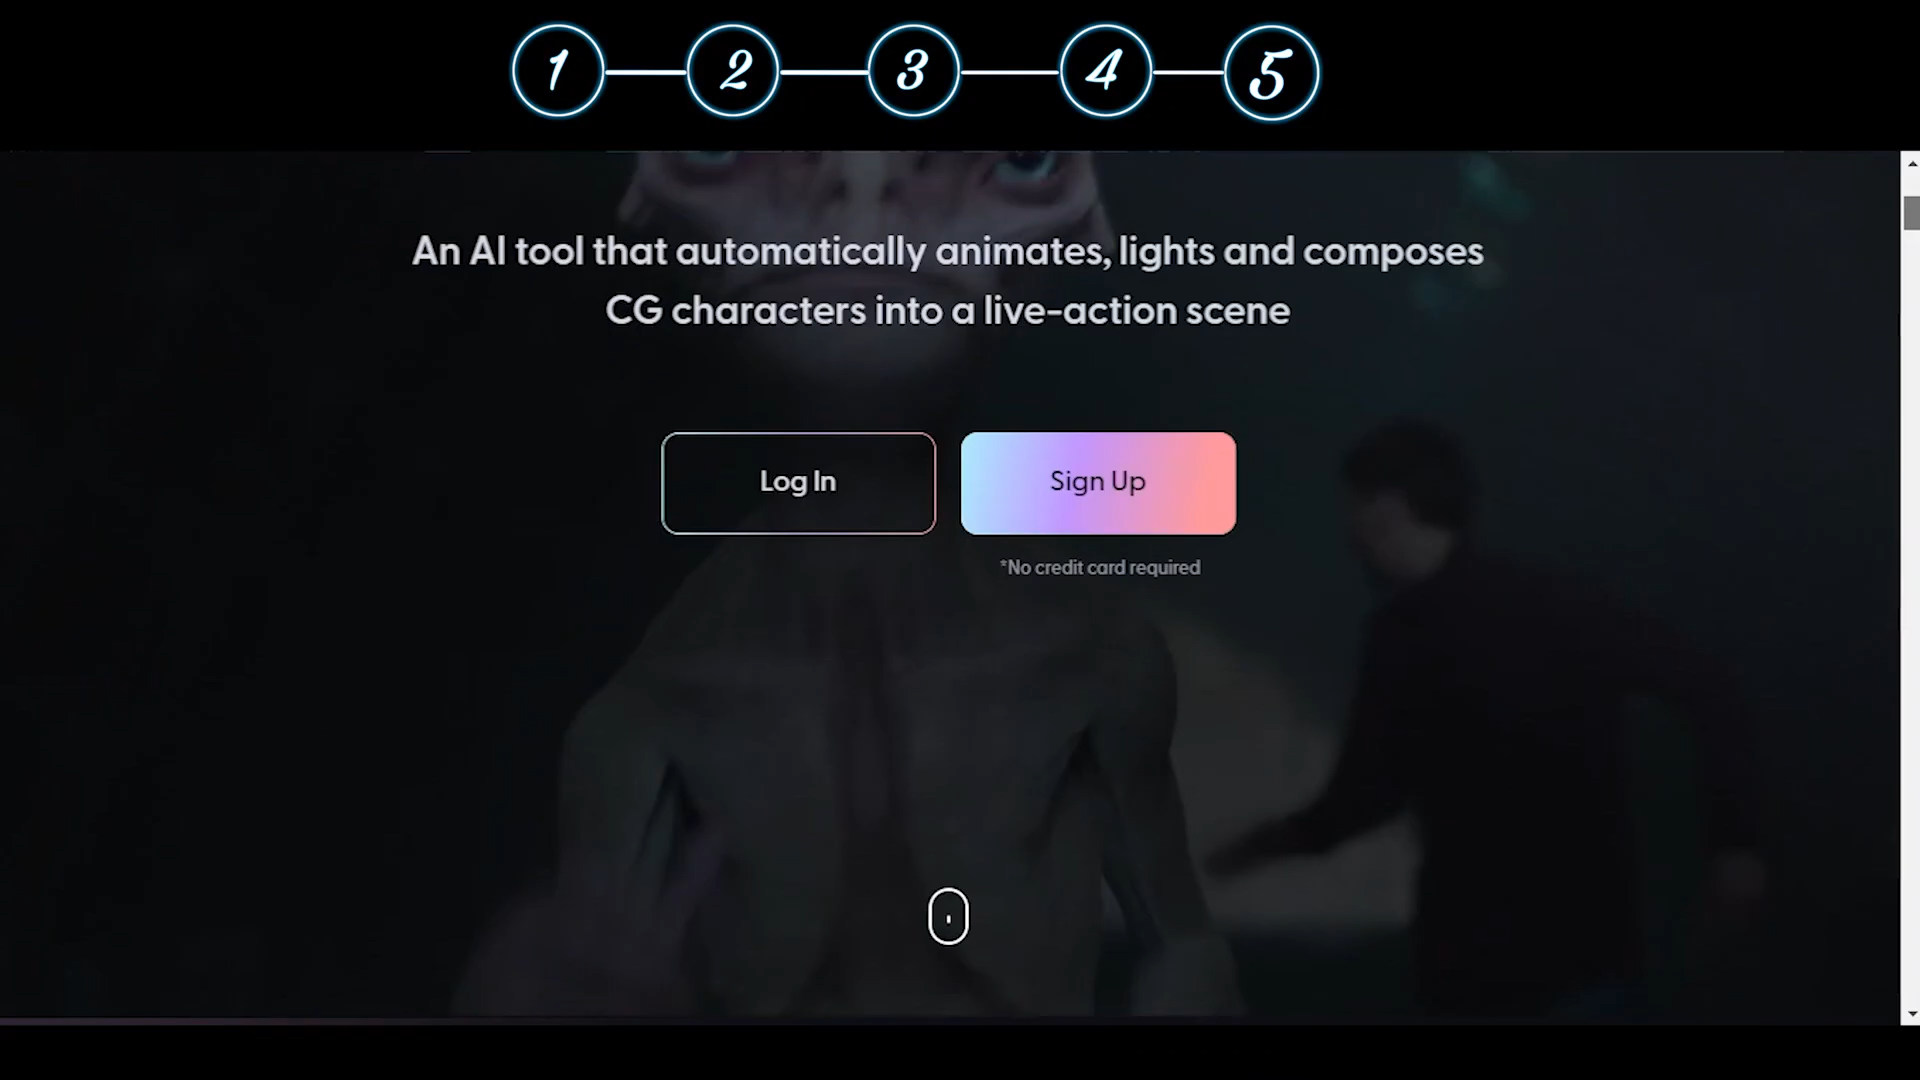 1 2 3 4 5
An AI tool that automatically animates, lights and composes
CG characters into a live-action scene
Log In Sign Up
*No credit card required